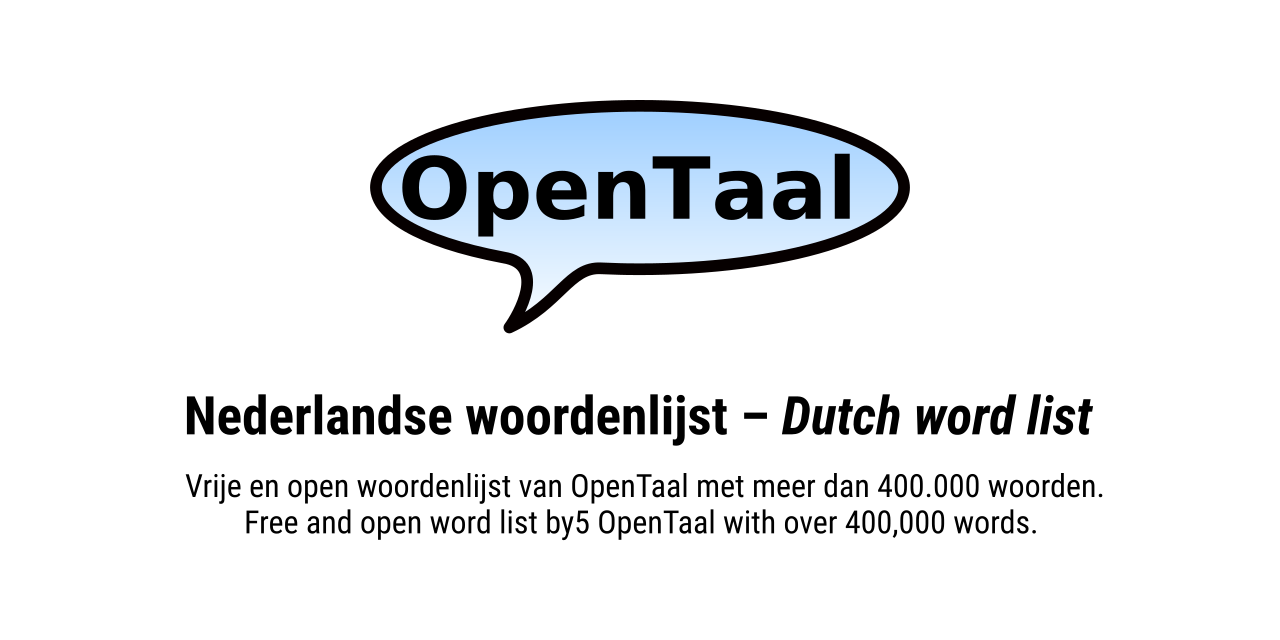 OpenTaal
Nederlandse woordenlijst – Dutch word list
Vrije en open woordenlijst van OpenTaal met meer dan 400.000 woorden.
Free and open word list by5 OpenTaal with over 400,000 words.